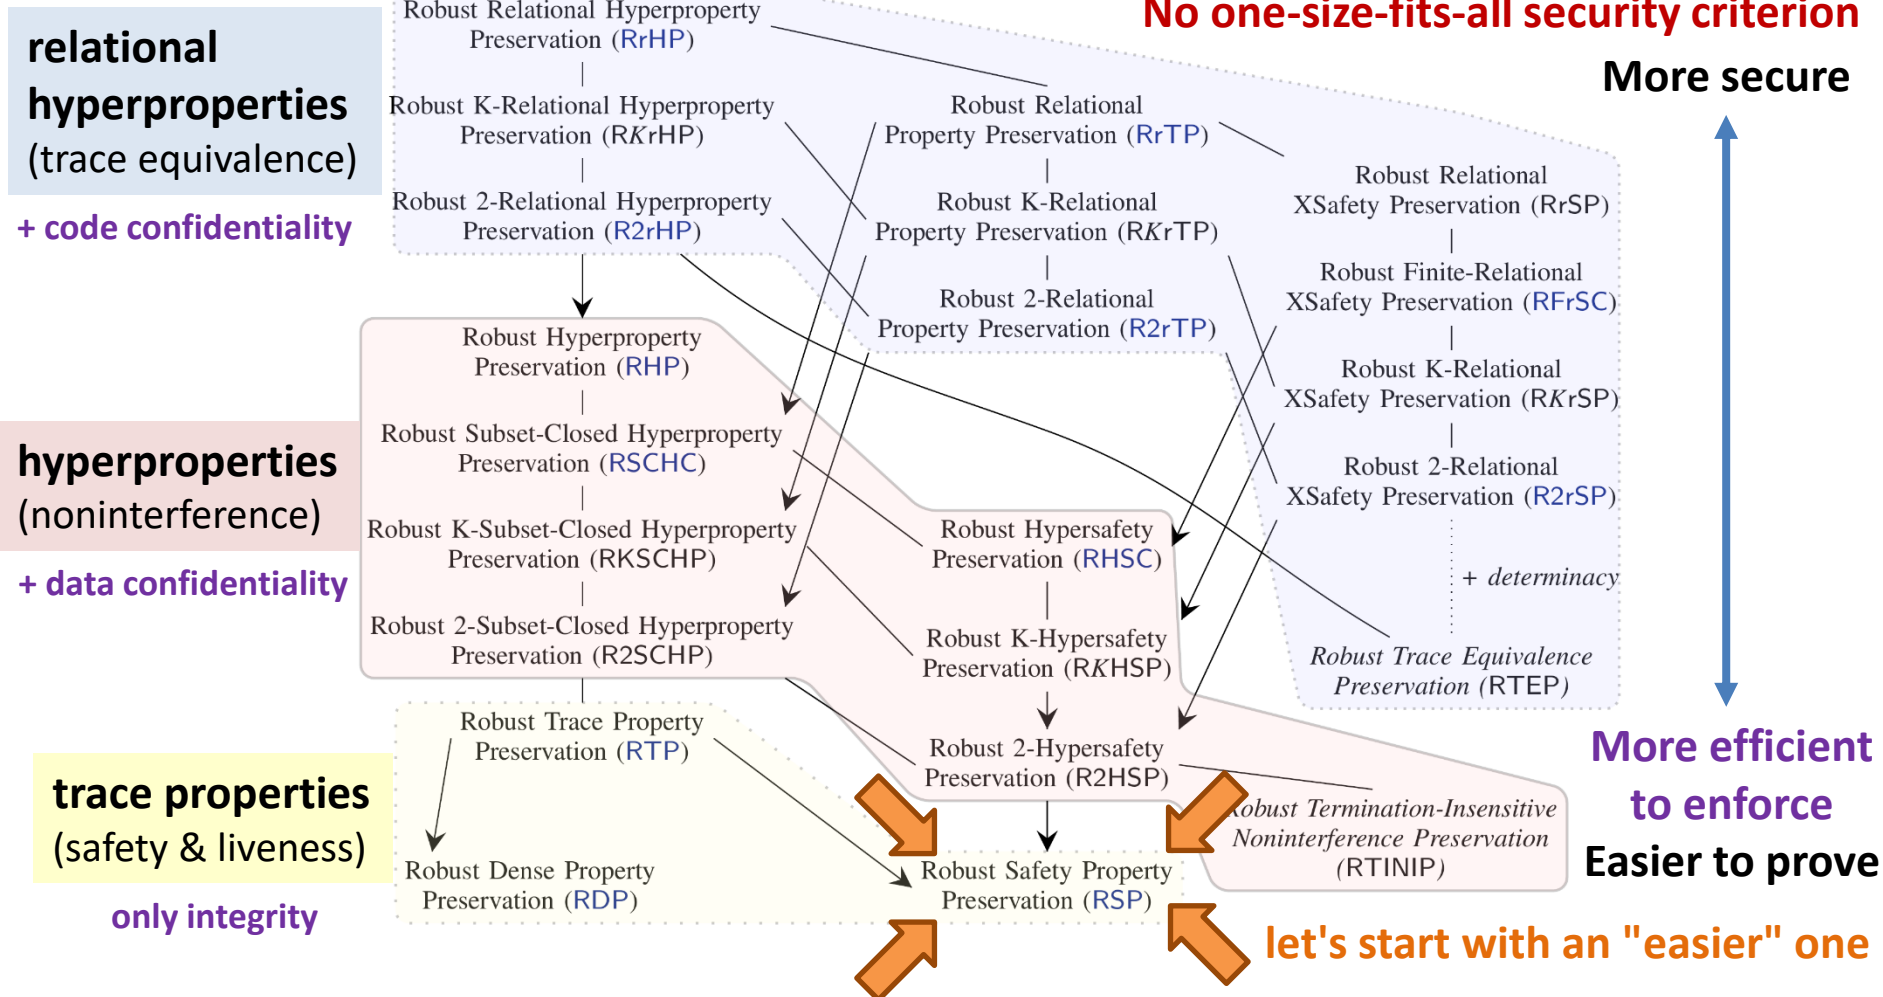 No one-size-fits-all security criterion
More secure
More efficient
to enforce
Easier to prove
let's start with an "easier" one
relational
hyperproperties
(trace equivalence)
+ code confidentiality
hyperproperties
(noninterference)
+ data confidentiality
trace properties
(safety & liveness)
only integrity
Robust Relational Hyperproperty
Preservation (RrHP)
Robust K-Relational Hyperproperty
Preservation (RKrHP)
Robust 2-Relational Hyperproperty
Preservation (R2rHP)
Robust Relational
Property Preservation (RrTP)
Robust K-Relational
Property Preservation (RKrTP)
Robust 2-Relational
Property Preservation (R2rTP)
Robust Relational
XSafety Preservation (RrSP)
Robust Finite-Relational
XSafety Preservation (RFrSC)
Robust K-Relational
XSafety Preservation (RKrSP)
Robust 2-Relational
XSafety Preservation (R2rSP)
+ determinacy
Robust Trace Equivalence
Preservation (RTEP)
Robust Hyperproperty
Preservation (RHP)
Robust Subset-Closed Hyperproperty
Preservation (RSCHC)
Robust K-Subset-Closed Hyperproperty
Preservation (RKSCHP)
Robust 2-Subset-Closed Hyperproperty
Preservation (R2SCHP)
Robust Hypersafety
Preservation (RHSC)
Robust K-Hypersafety
Preservation (RKHSP)
Robust 2-Hypersafety
Preservation (R2HSP)
Robust Termination-Insensitive
Noninterference Preservation
(RTINIP)
Robust Trace Property
Preservation (RTP)
Robust Dense Property
Preservation (RDP)
Robust Safety Property
Preservation (RSP)